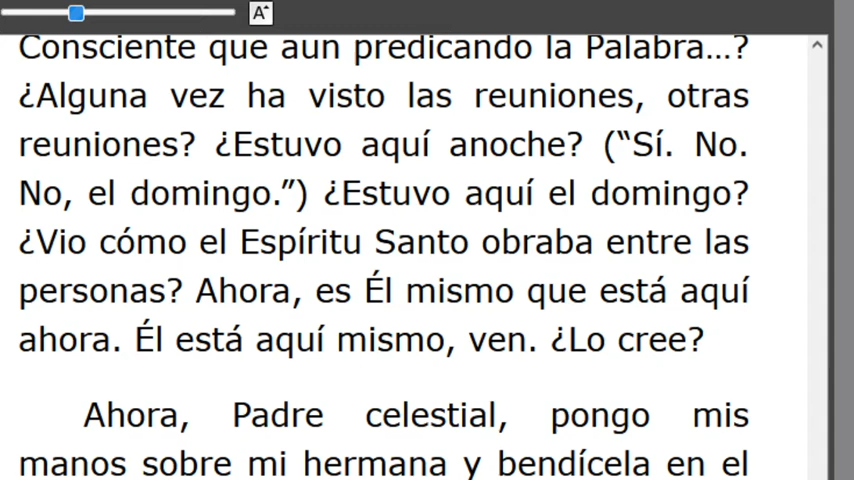 A
Consciente que aun predicando la Palabra…?
¿Alguna vez ha visto las reuniones, otras
reuniones? ¿Estuvo aquí anoche? (“Sí. No.
No, el domingo.”) ¿Estuvo aquí el domingo?
¿Vio cómo el Espíritu Santo obraba entre las
personas? Ahora, es Él mismo que está aquí
ahora. Él está aquí mismo, ven. ¿Lo cree?
Ahora, Padre celestial, pongo mis
manos sobre mi hermana y bendícela en el